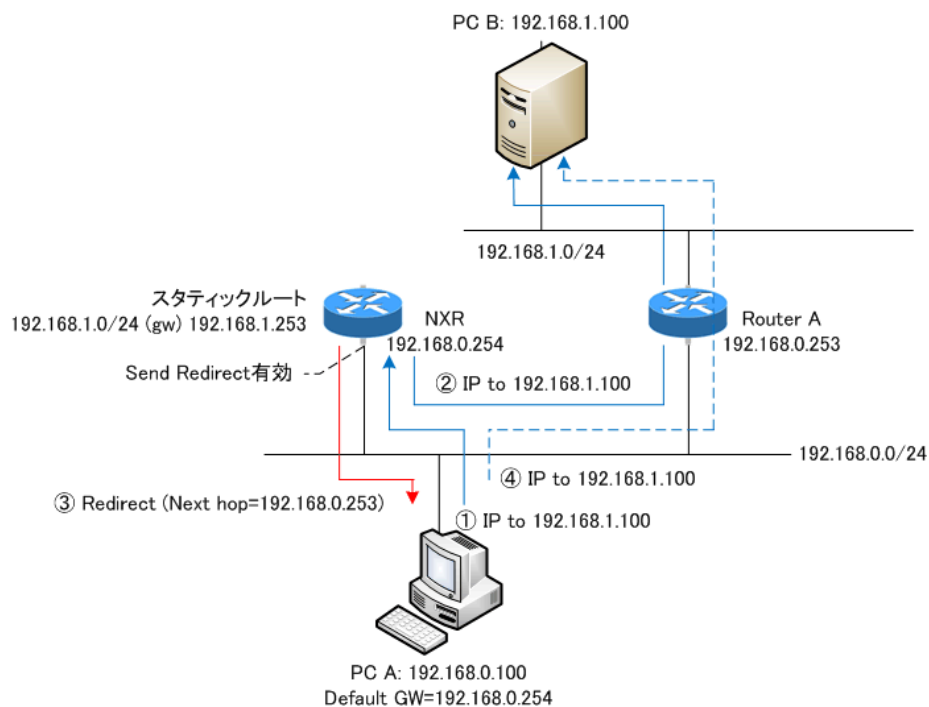 PC B: 192.168.1.100
192.168.1.0/24
スタティックルート
192.168.1.0/24 (gw) 192.168.1.253
NXR
192.168.0.254
Router A
192.168.0.253
Send Redirect有効
② IP to 192.168.1.100
192.168.0.0/24
③ Redirect (Next hop=192.168.0.253)
④ IP to 192.168.1.100
① IP to 192.168.1.100
PC A: 192.168.0.100
Default GW=192.168.0.254